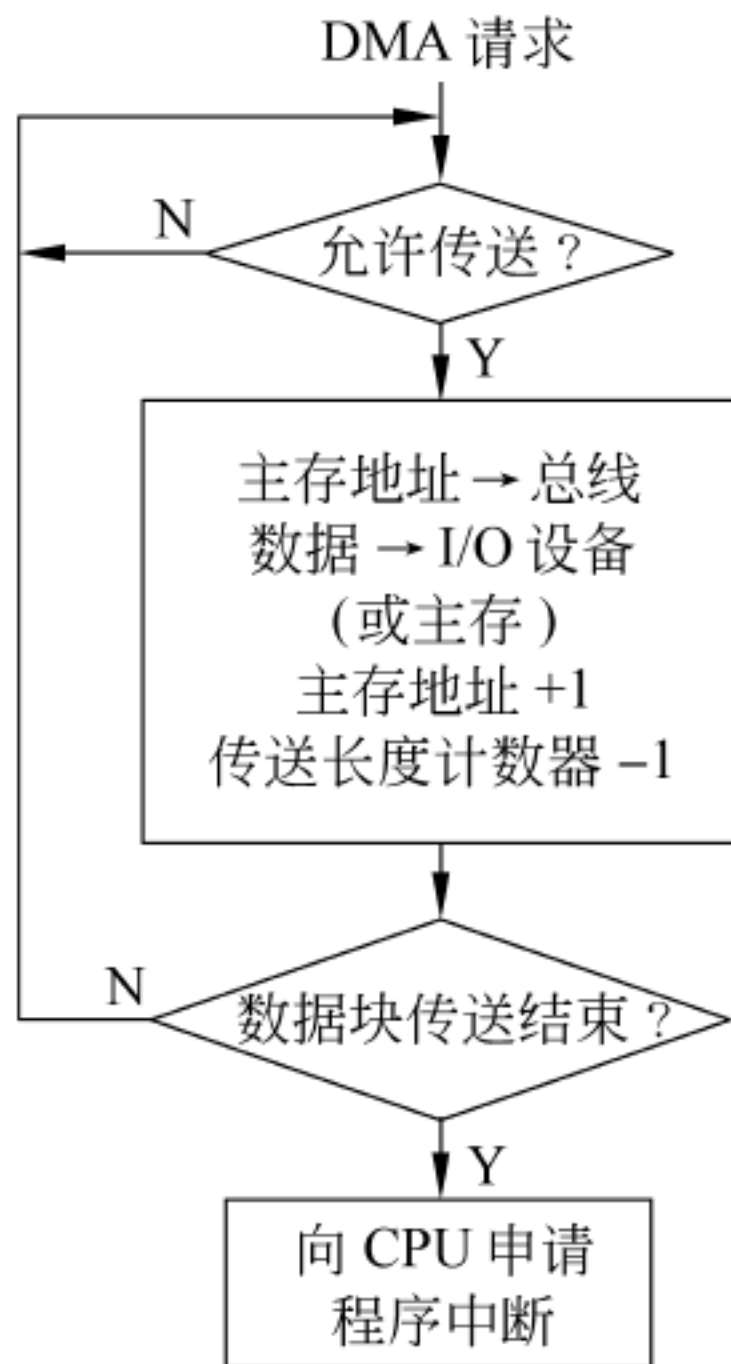 DMA 请求
N
允许传送?
Y
主存地址→总线
数据→I/O 设备
(或主存)
主存地址+1
传送长度计数器−1
N
数据块传送结束?
Y
向 CPU 申请
程序中断